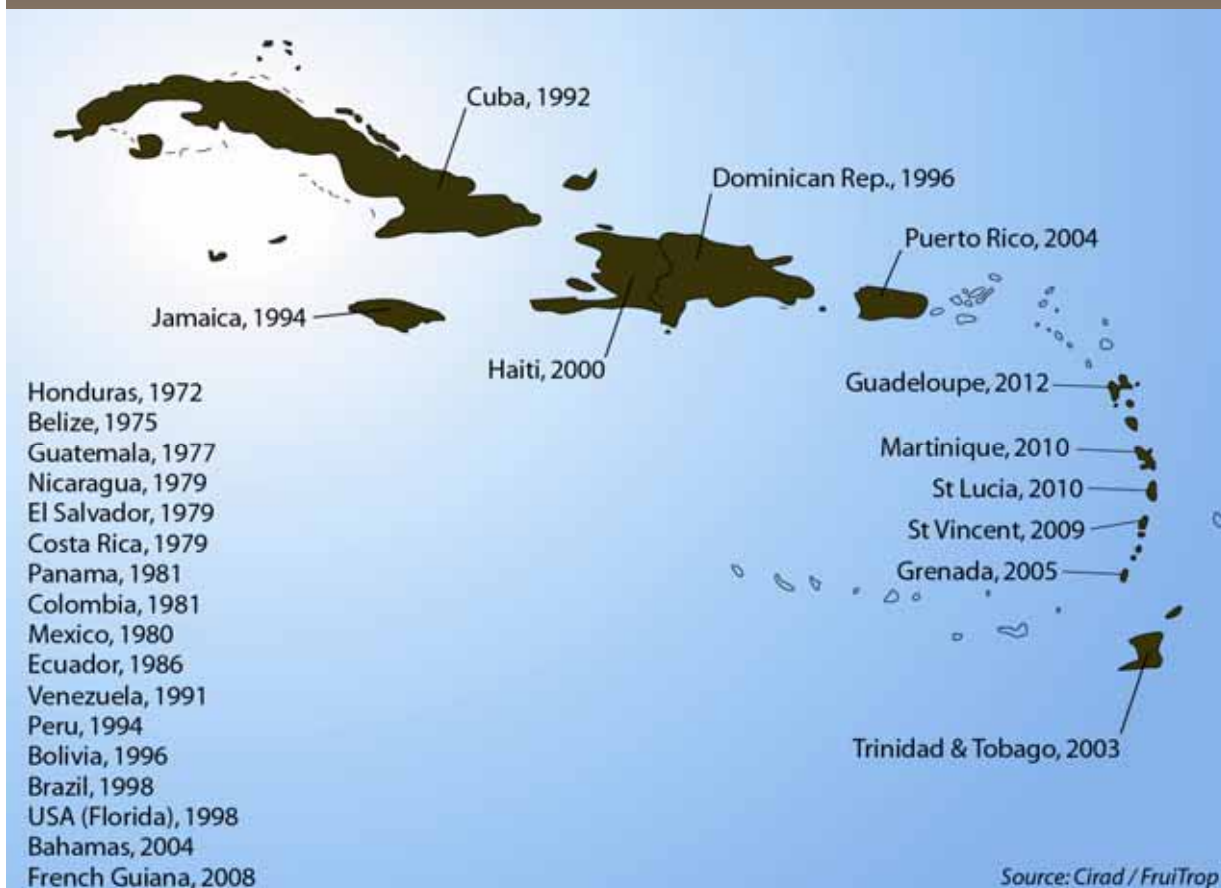 Cuba, 1992
Dominican Rep., 1996
Puerto Rico, 2004
Jamaica, 1994
Haiti, 2000
Guadeloupe, 2012
Martinique, 2010
St Lucia, 2010
St Vincent, 2009
Grenada, 2005
Trinidad & Tobago, 2003
Honduras, 1972
Belize, 1975
Guatemala, 1977
Nicaragua, 1979
El Salvador, 1979
Costa Rica, 1979
Panama, 1981
Colombia, 1981
Mexico, 1980
Ecuador, 1986
Venezuela, 1991
Peru, 1994
Bolivia, 1996
Brazil, 1998
USA (Florida), 1998
Bahamas, 2004
French Guiana, 2008
Source: Cirad / FruiTrop